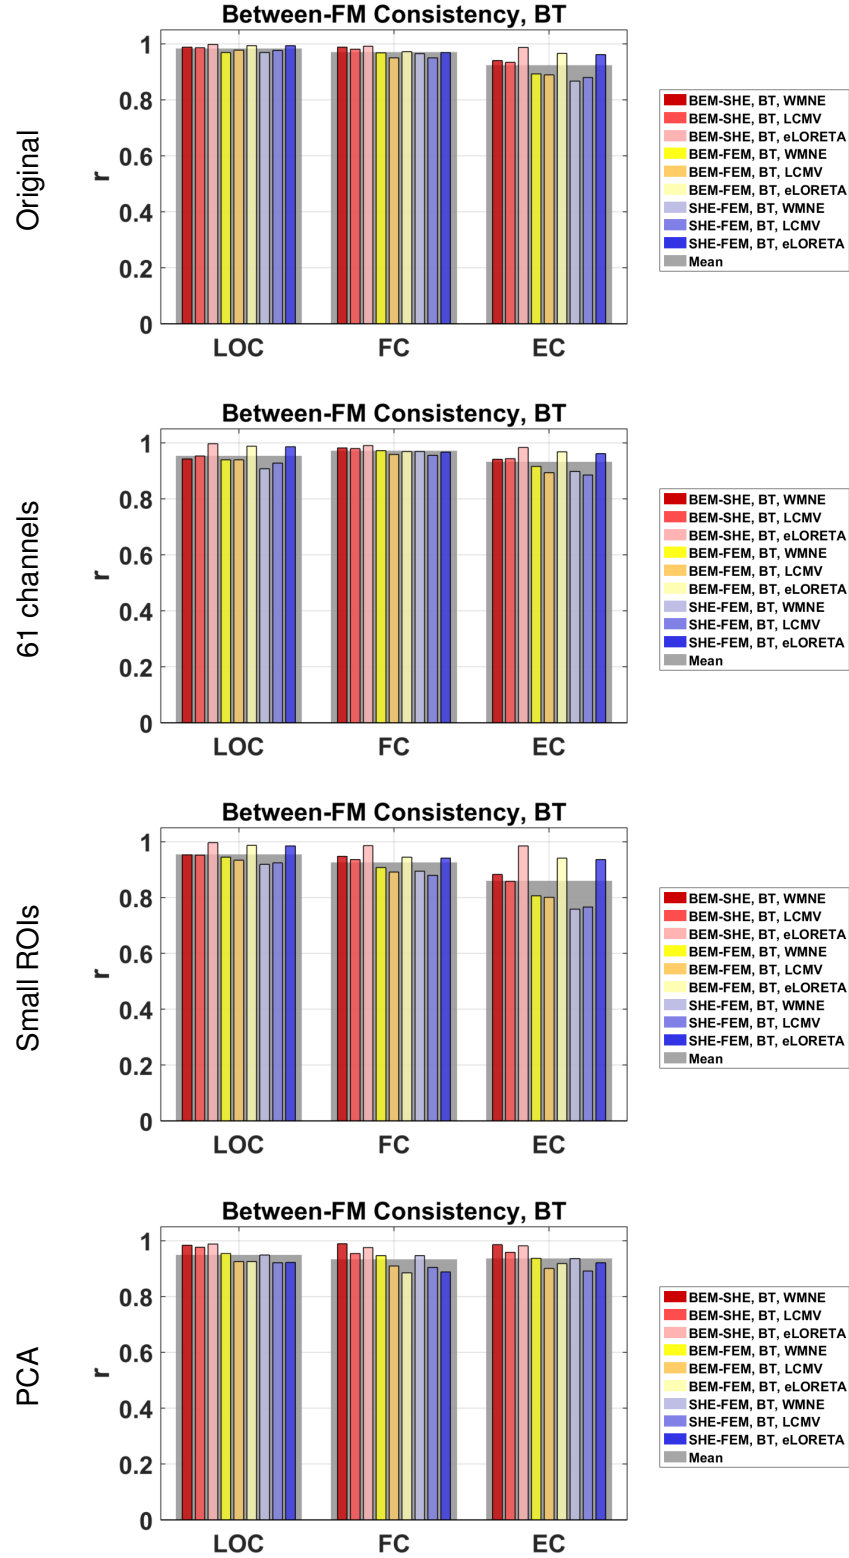 Between-FM Consistency, BT
Original
r
1
0.8
0.6
0.4
0.2
0
LOC FC EC
BEM-SHE, BT, WMNE
BEM-SHE, BT, LCMV
BEM-SHE, BT, eLORETA
BEM-FEM, BT, WMNE
BEM-FEM, BT, LCMV
BEM-FEM, BT, eLORETA
SHE-FEM, BT, WMNE
SHE-FEM, BT, LCMV
SHE-FEM, BT, eLORETA
Mean
Between-FM Consistency, BT
61 channels
r
1
0.8
0.6
0.4
0.2
0
LOC FC EC
BEM-SHE, BT, WMNE
BEM-SHE, BT, LCMV
BEM-SHE, BT, eLORETA
BEM-FEM, BT, WMNE
BEM-FEM, BT, LCMV
BEM-FEM, BT, eLORETA
SHE-FEM, BT, WMNE
SHE-FEM, BT, LCMV
SHE-FEM, BT, eLORETA
Mean
Between-FM Consistency, BT
Small ROIs
r
1
0.8
0.6
0.4
0.2
0
LOC FC EC
BEM-SHE, BT, WMNE
BEM-SHE, BT, LCMV
BEM-SHE, BT, eLORETA
BEM-FEM, BT, WMNE
BEM-FEM, BT, LCMV
BEM-FEM, BT, eLORETA
SHE-FEM, BT, WMNE
SHE-FEM, BT, LCMV
SHE-FEM, BT, eLORETA
Mean
Between-FM Consistency, BT
PCA
r
1
0.8
0.6
0.4
0.2
0
LOC FC EC
BEM-SHE, BT, WMNE
BEM-SHE, BT, LCMV
BEM-SHE, BT, eLORETA
BEM-FEM, BT, WMNE
BEM-FEM, BT, LCMV
BEM-FEM, BT, eLORETA
SHE-FEM, BT, WMNE
SHE-FEM, BT, LCMV
SHE-FEM, BT, eLORETA
Mean